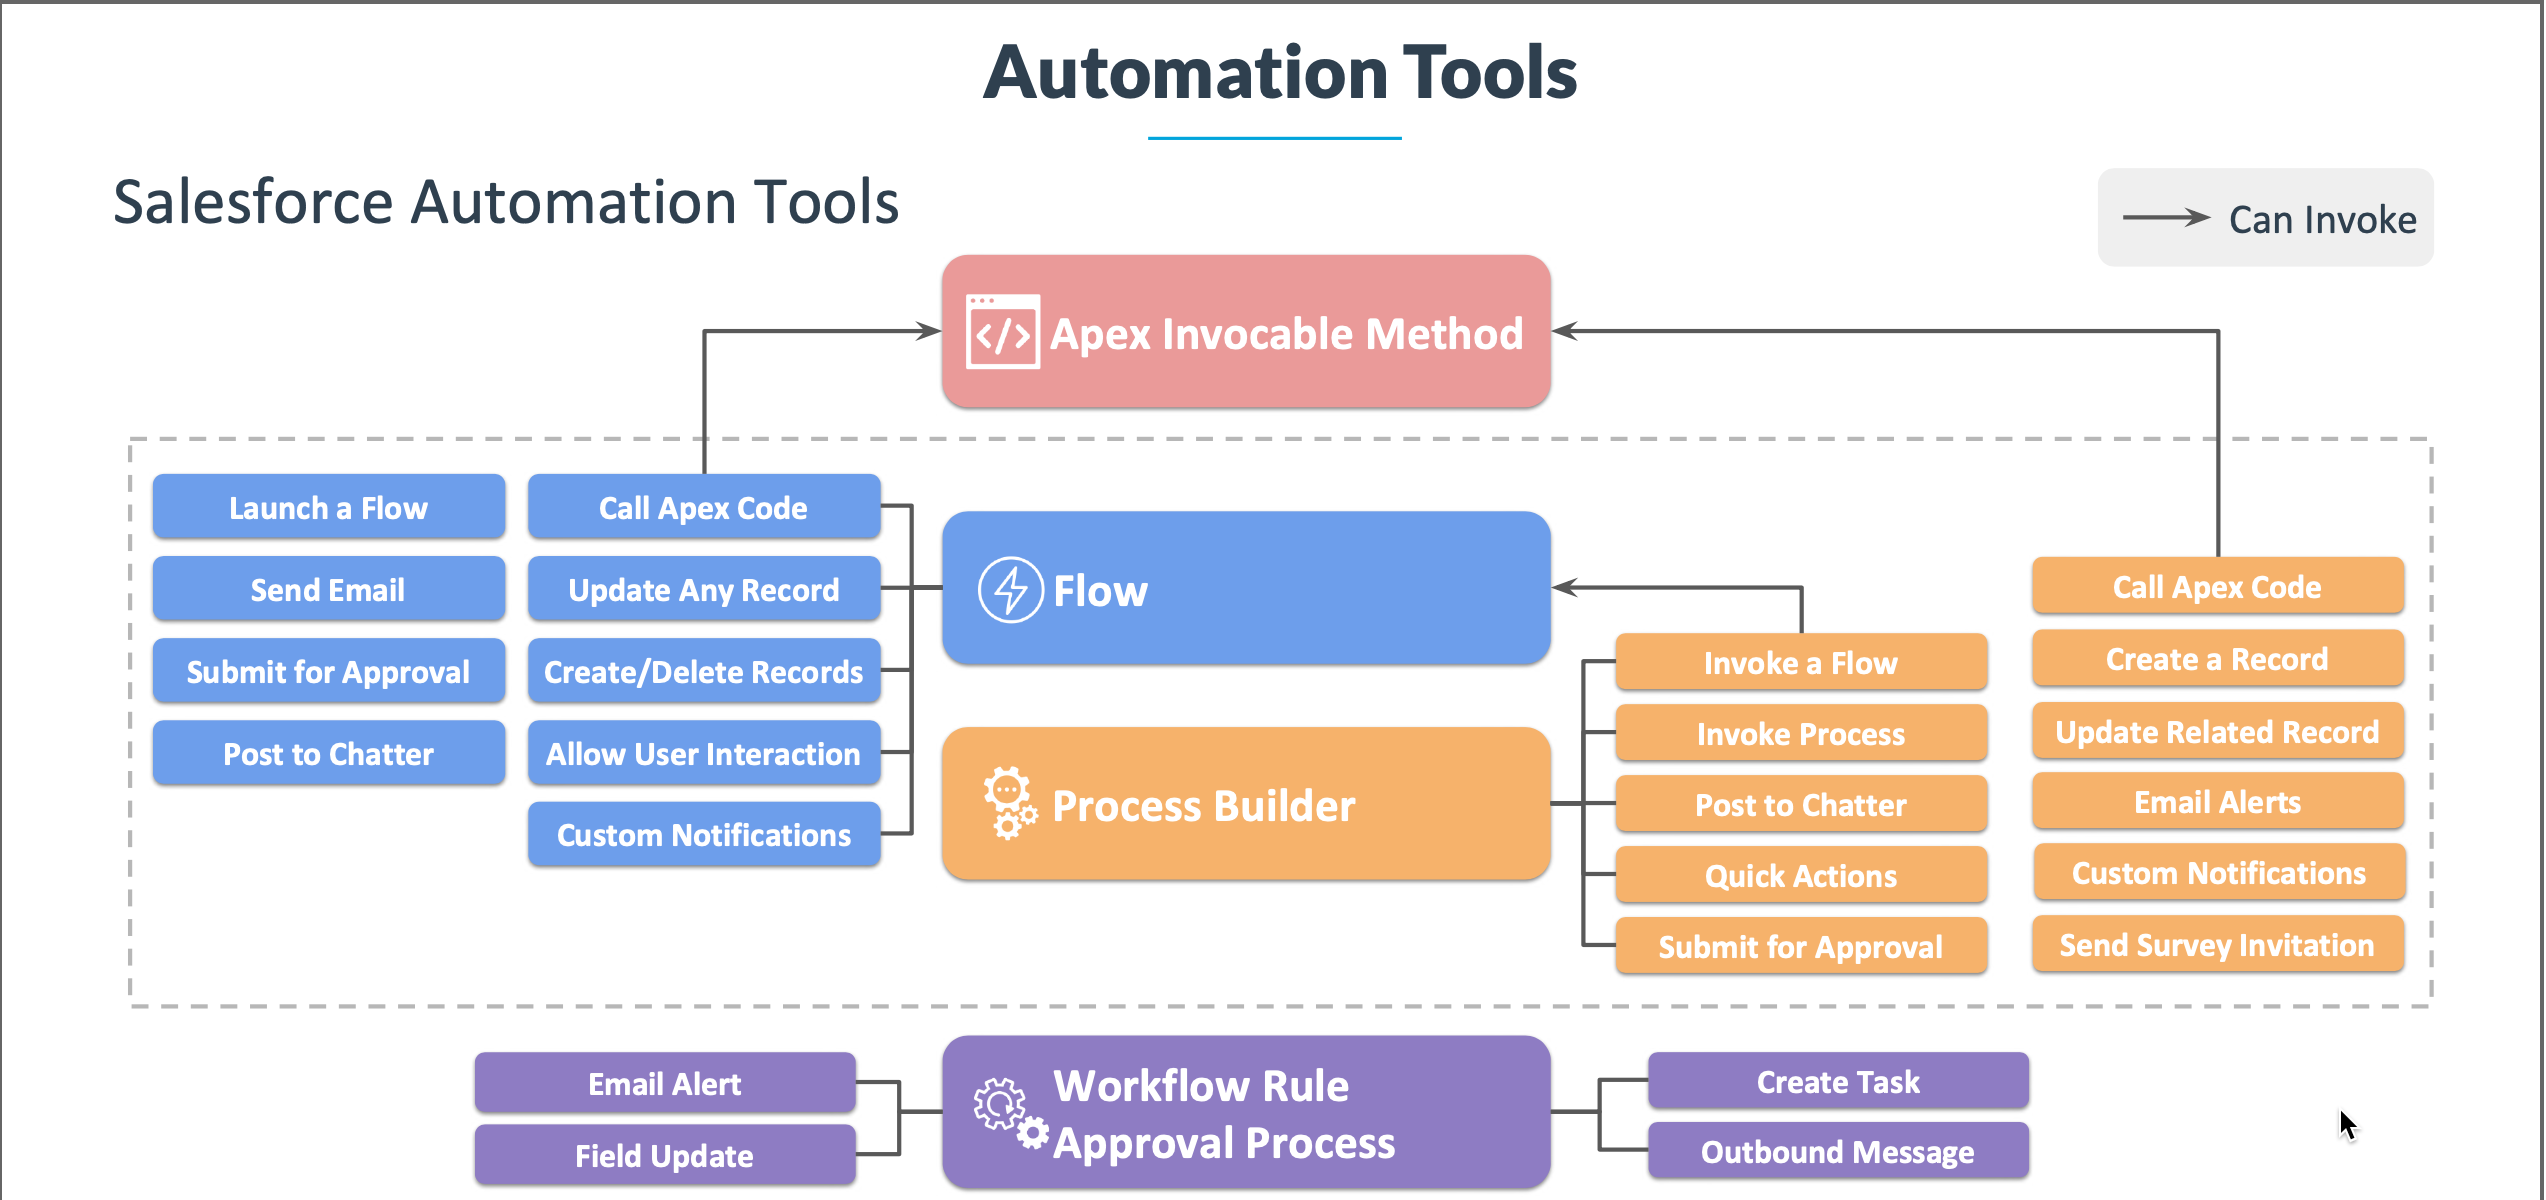 Automation Tools
Salesforce Automation Tools
Can Invoke
</> Apex Invocable Method
Launch a Flow
Send Email
Submit for Approval
Post to Chatter
Call Apex Code
Update Any Record
Create/Delete Records
Allow User Interaction
Custom Notifications
Flow
Process Builder
Invoke a Flow
Invoke Process
Post to Chatter
Quick Actions
Submit for Approval
Call Apex Code
Create a Record
Update Related Record
Email Alerts
Custom Notifications
Send Survey Invitation
Email Alert
Field Update
Workflow Rule
Approval Process
Create Task
Outbound Message